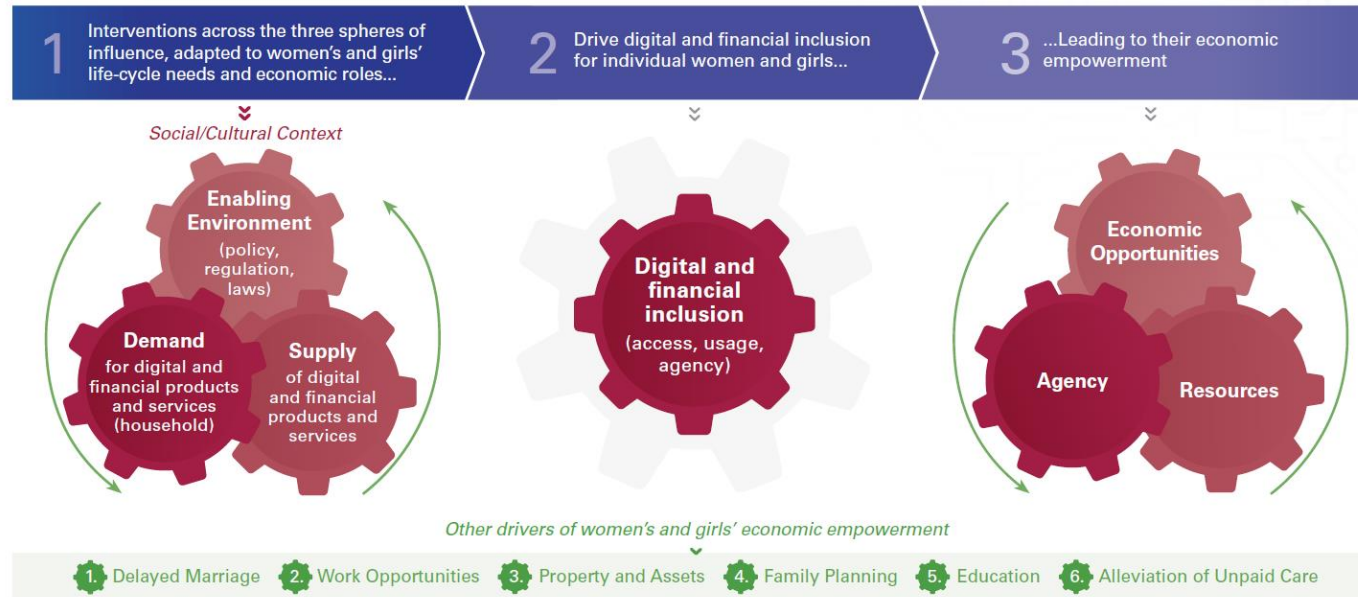 1
Interventions across the three spheres of
influence, adapted to women's and girls'
life-cycle needs and economic roles...
2
Drive digital and financial inclusion
for individual women and girls...
3
...Leading to their economic
empowerment
Social/Cultural Context
Enabling
Environment
(policy,
regulation,
laws)
Demand
for digital and
financial products
and services
(household)
Supply
of digital
and financial
products and
services
Digital and
financial
inclusion
(access, usage,
agency)
Economic
Opportunities
Agency
Resources
Other drivers of women's and girls' economic empowerment
1. Delayed Marriage 2. Work Opportunities 3. Property and Assets 4. Family Planning 5. Education 6. Alleviation of Unpaid Care